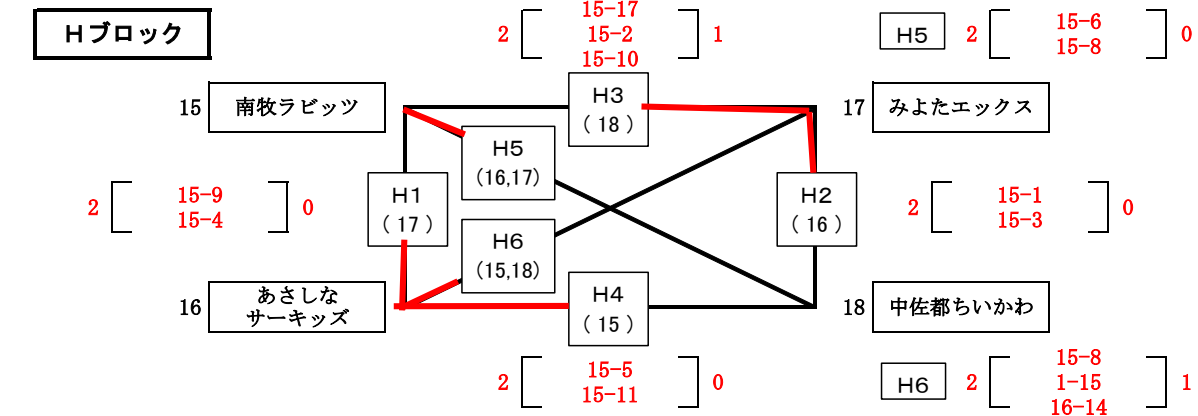 Hブロック
2
15-17
15-2
15-10
1
H5
2
15-6
15-8
0
15
南牧ラビッツ
H3
(18)
17
みよたエックス
H5
(16,17)
2
15-9
15-4
0
H1
(17)
H2
(16)
2
15-1
15-3
0
H6
(15,18)
16
あさしな
サーキッズ
H4
(15)
18
中佐都ちいかわ
2
15-5
15-11
0
H6
2
15-8
1-15
16-14
1